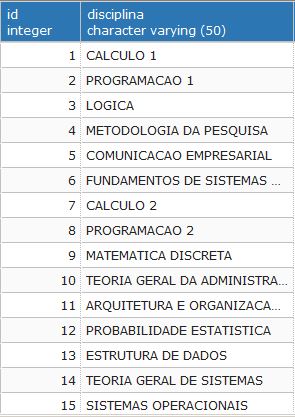 id disciplina
integer character varying (50)
1 CALCULO 1
2 PROGRAMACAO 1
3 LOGICA
4 METODOLOGIA DA PESQUISA
5 COMUNICACAO EMPRESARIAL
6 FUNDAMENTOS DE SISTEMAS ...
7 CALCULO 2
8 PROGRAMACAO 2
9 MATEMATICA DISCRETA
10 TEORIA GERAL DA ADMINISTRA...
11 ARQUITETURA E ORGANIZACA...
12 PROBABILIDADE ESTATISTICA
13 ESTRUTURA DE DADOS
14 TEORIA GERAL DE SISTEMAS
15 SISTEMAS OPERACIONAIS